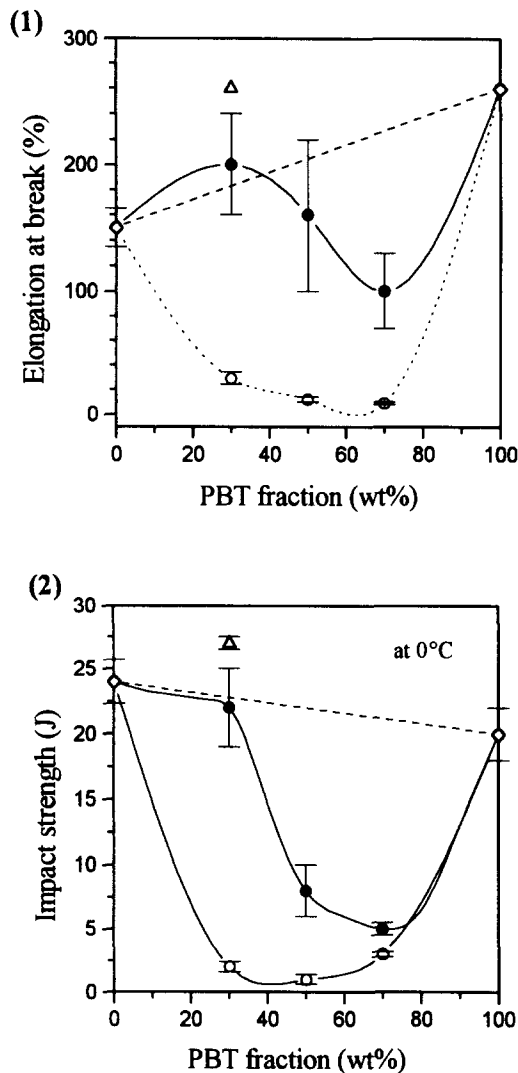 (1)
300
200
100
0
Elongation at break (%)
0 20 40 60 80 100
PBT fraction (wt%)
(2)
30
25
20
15
10
5
0
Impact strength (J)
at 0°C
0 20 40 60 80 100
PBT fraction (wt%)